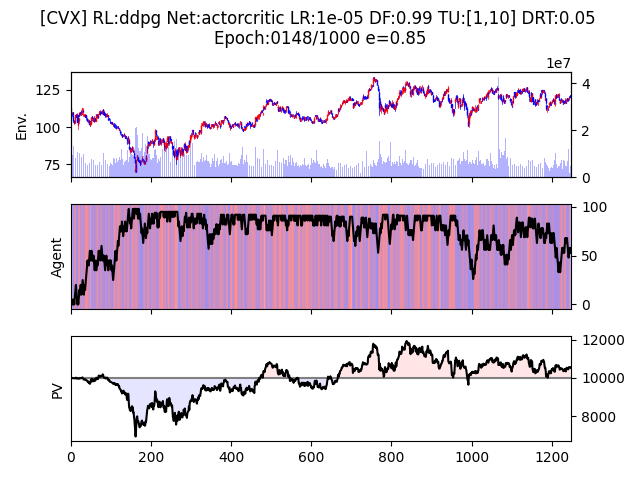 [CVX] RL:ddpg Net:actorcritic LR:1e-05 DF:0.99 TU:[1,10] DRT:0.05
Epoch:0148/1000 e=0.85
1e7
Env.
125
100
75
4
2
0
Agent
100
50
0
PV
12000
10000
8000
0 200 400 600 800 1000 1200